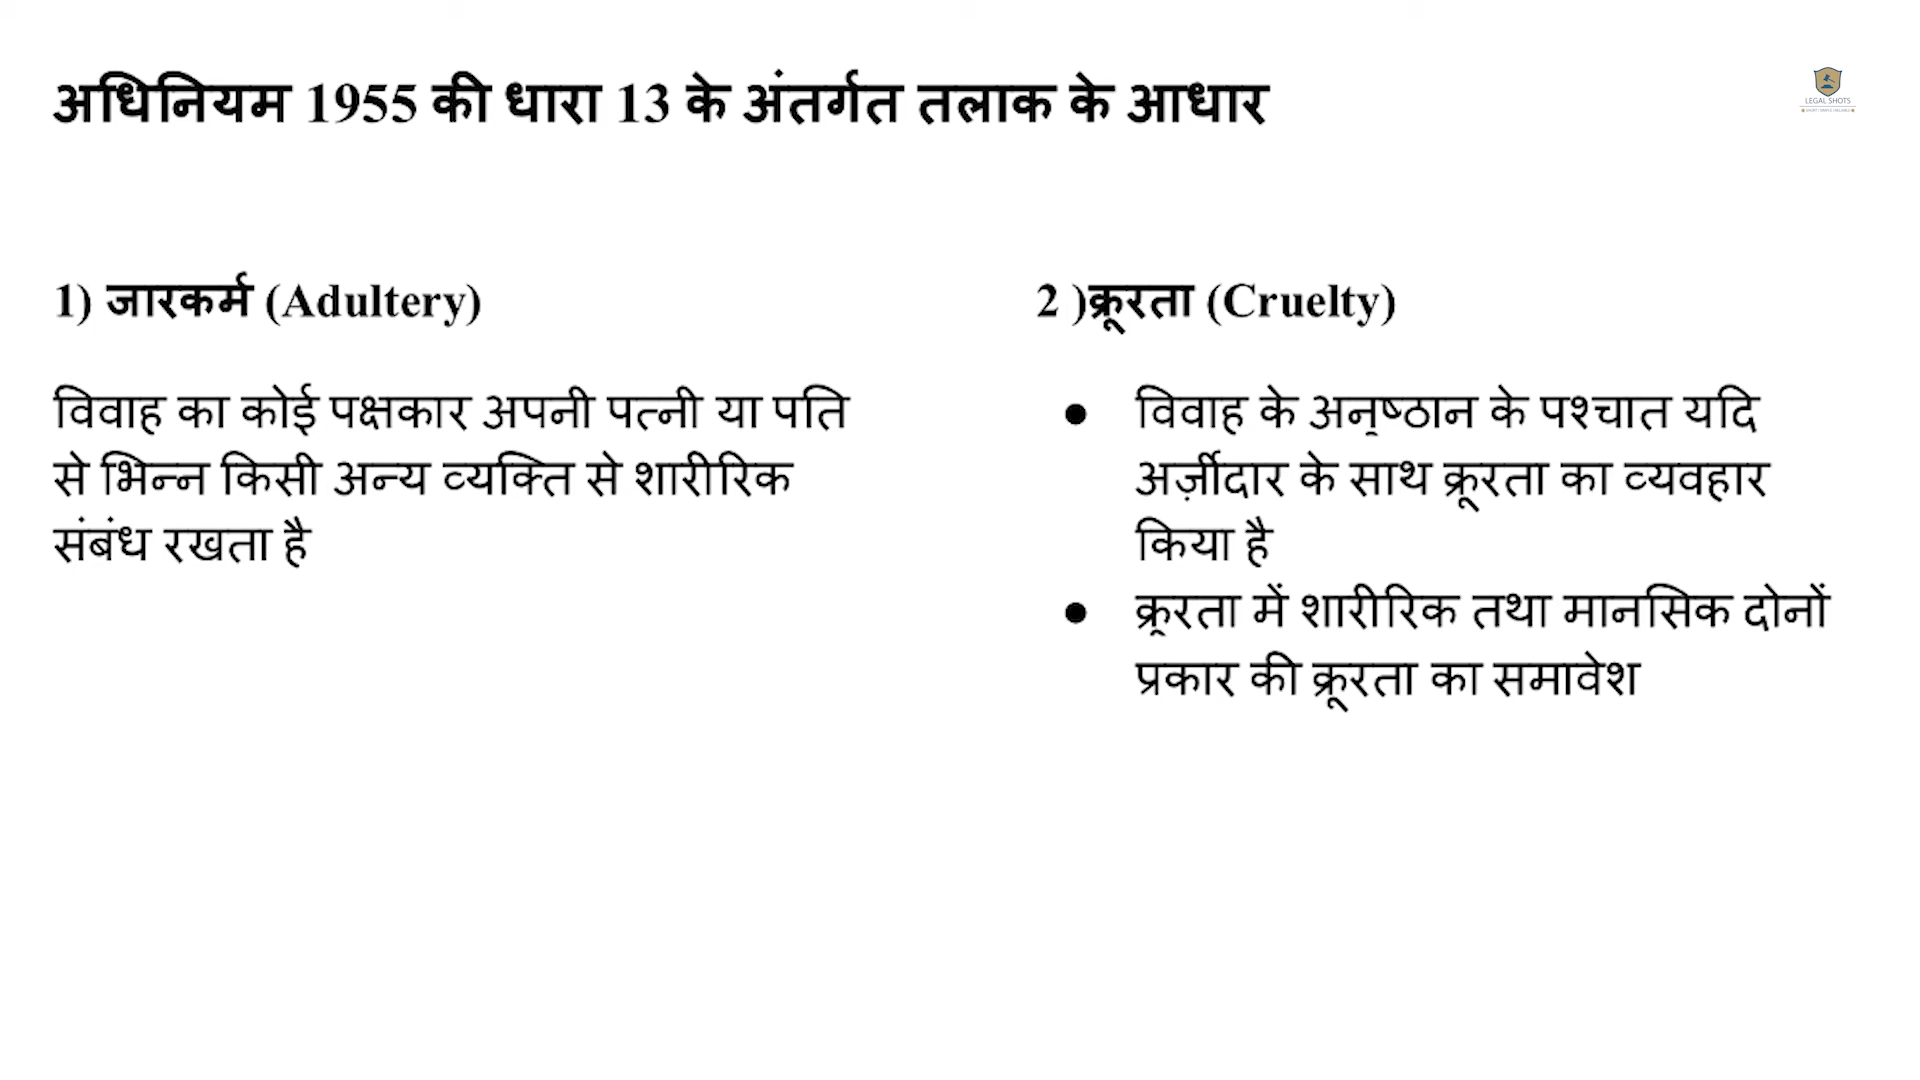 अधिनियम 1955 की धारा 13 के अंतर्गत तलाक के आधार
LEGAL SHOTS
1) जारकर्म (Adultery)
विवाह का कोई पक्षकार अपनी पत्नी या पति
से भिन्न किसी अन्य व्यक्ति से शारीरिक
संबंध रखता है
2 )क्रूरता (Cruelty)
● विवाह के अनुष्ठान के पश्चात यदि
अर्ज़ीदार के साथ क्रूरता का व्यवहार
किया है
● क्रूरता में शारीरिक तथा मानसिक दोनों
प्रकार की क्रूरता का समावेश